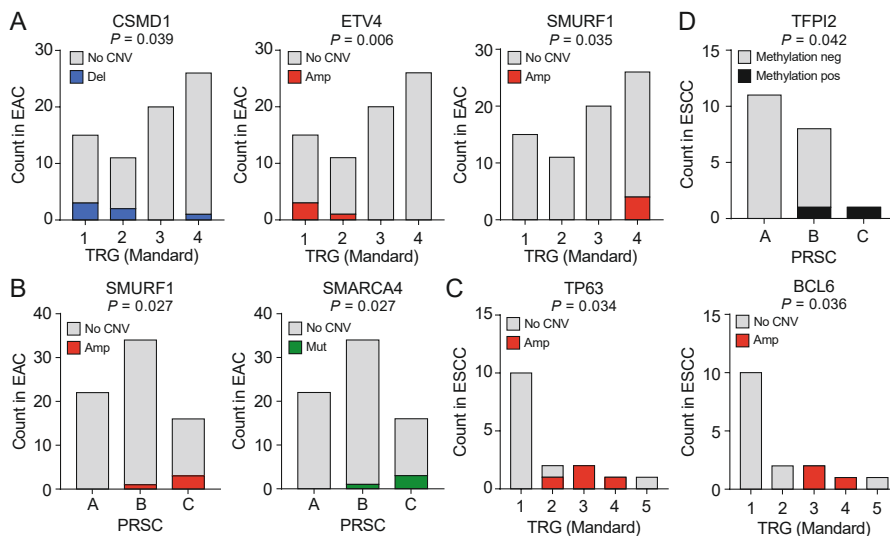 A
CSMD1
P = 0.039
No CNV
Del
Count in EAC
30
20
10
0
1 2 3 4
TRG (Mandard)
ETV4
P = 0.006
No CNV
Amp
Count in EAC
30
20
10
0
1 2 3 4
TRG (Mandard)
SMURF1
P = 0.035
No CNV
Amp
Count in EAC
30
20
10
0
1 2 3 4
TRG (Mandard)
D
TFPI2
P = 0.042
Methylation neg
Methylation pos
Count in ESCC
15
10
5
0
A B C
PRSC
B
SMURF1
P = 0.027
No CNV
Amp
Count in EAC
40
30
20
10
0
A B C
PRSC
SMARCA4
P = 0.027
No CNV
Mut
Count in EAC
40
30
20
10
0
A B C
PRSC
C
TP63
P = 0.034
No CNV
Amp
Count in ESCC
15
10
5
0
1 2 3 4 5
TRG (Mandard)
BCL6
P = 0.036
No CNV
Amp
Count in ESCC
15
10
5
0
1 2 3 4 5
TRG (Mandard)